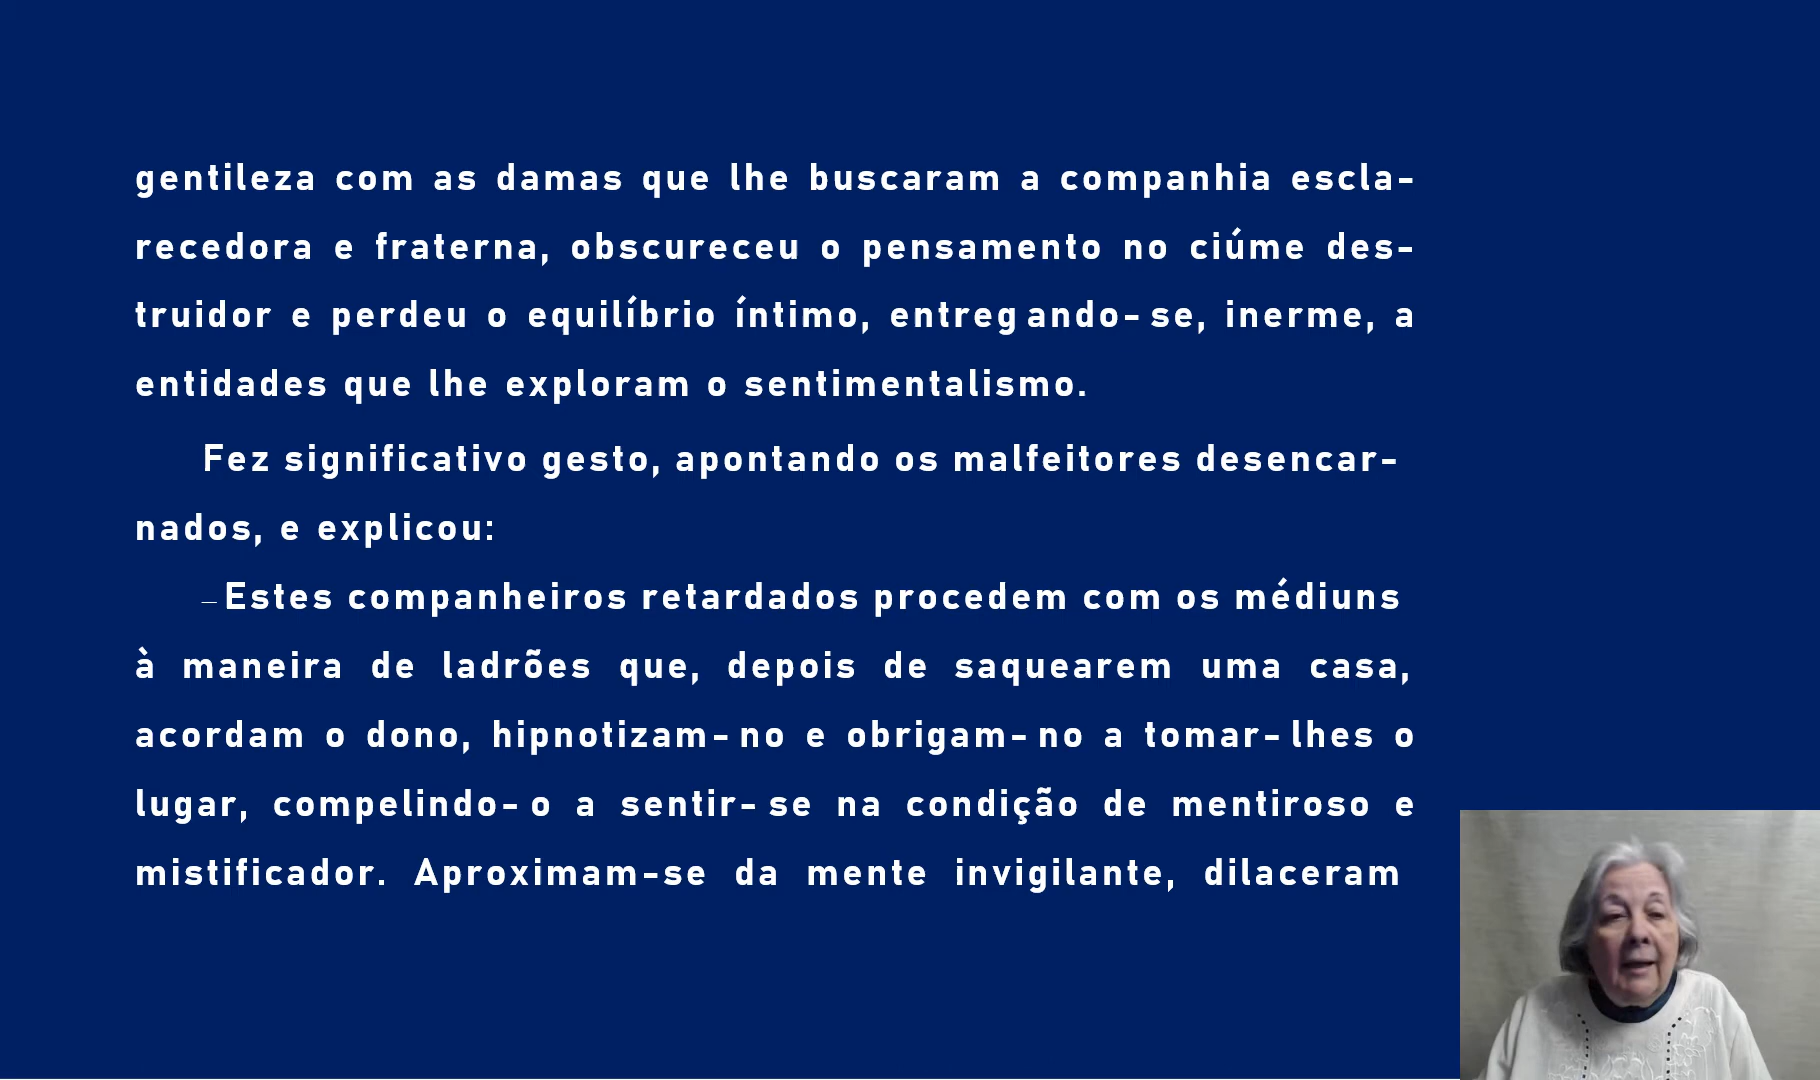 gentileza com as damas que lhe buscaram a companhia escla-
recedora e fraterna, obscureceu o pensamento no ciúme des-
truidor e perdeu o equilíbrio íntimo, entregando-se, inerme, a
entidades que lhe exploram o sentimentalismo.
Fez significativo gesto, apontando os malfeitores desencar-
nados, e explicou:
–Estes companheiros retardados procedem com os médiuns
à maneira de ladrões que, depois de saquearem uma casa,
acordam o dono, hipnotizam-no e obrigam-no a tomar-lhes o
lugar, compelindo-o a sentir-se na condição de mentiroso e
mistificador. Aproximam-se da mente invigilante, dilaceram